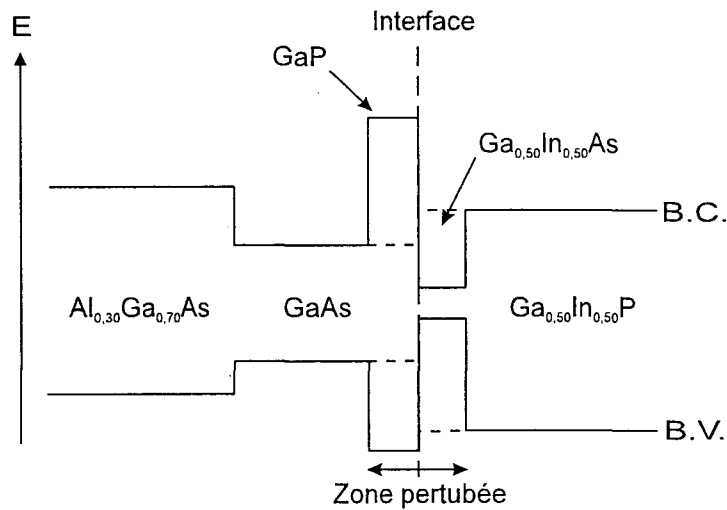 Interface
E
GaP
Ga0,50In0,50As
B.C.
Al0,30Ga0,70As
GaAs
Ga0,50In0,50P
B.V.
Zone pertubée